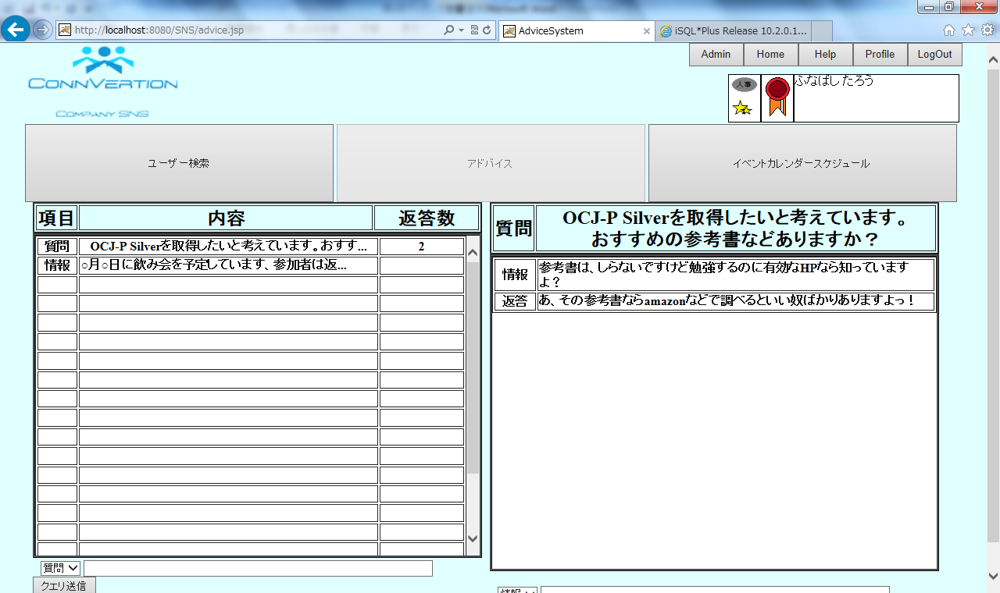 http://localhost:8080/SNS/advice.jsp
AdviceSystem
iSQL*Plus Release 10.2.0.1...
Admin
Home
Help
Profile
LogOut
CONNVERTION
COMPANY SNS
人事
ふなばしたろう
ユーザー検索
アドバイス
イベントカレンダースケジュール
項目 内容 返答数
質問 OCJ-P Silverを取得したいと考えています。おすす... 2
情報 ○月○日に飲み会を予定しています、参加者は返...
質問
クエリ送信
質問 OCJ-P Silverを取得したいと考えています。
おすすめの参考書などありますか？
情報 参考書は、しらないですけど勉強するのに有効なHPなら知っています
よ？
返答 あ、その参考書ならamazonなどで調べるといい奴ばかりありますよっ！
情報